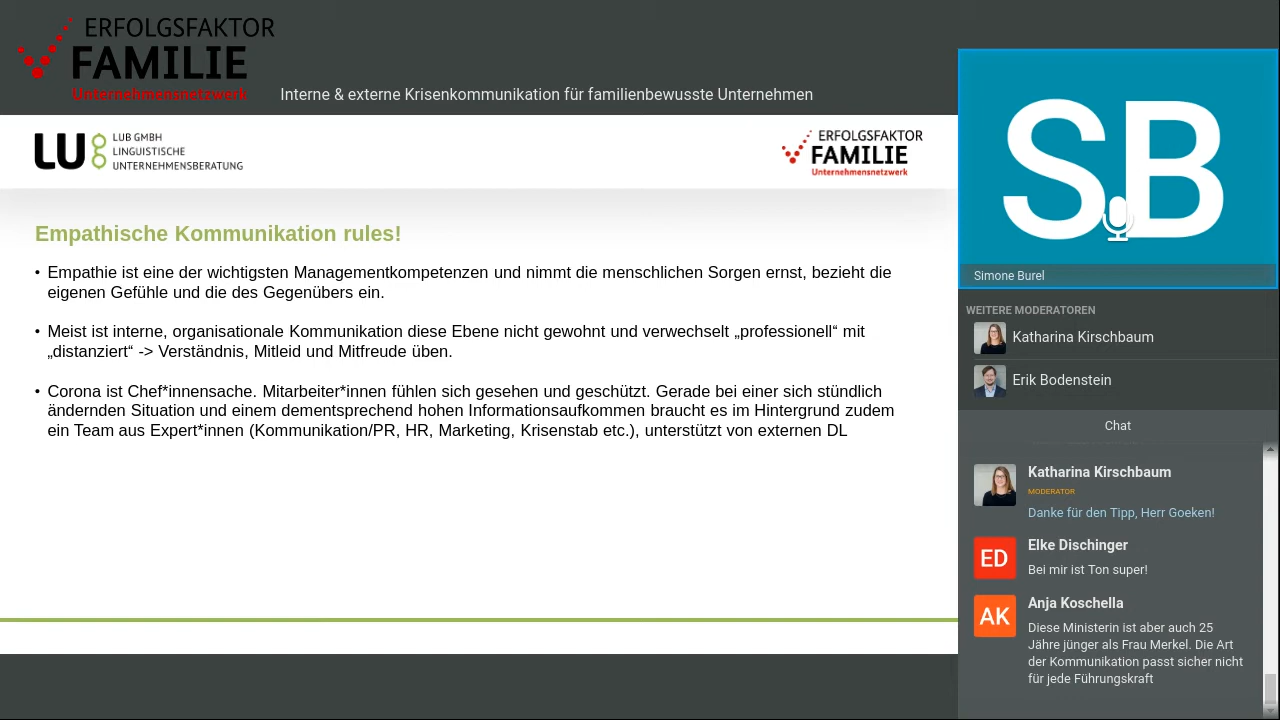 ERFOLGSFAKTOR
FAMILIE
Unternehmensnetzwerk
Interne & externe Krisenkommunikation für familienbewusste Unternehmen
LU
LUB GMBH
LINGUISTISCHE
UNTERNEHMENSBERATUNG
ERFOLGSFAKTOR
FAMILIE
Unternehmensnetzwerk
Empathische Kommunikation rules!
• Empathie ist eine der wichtigsten Managementkompetenzen und nimmt die menschlichen Sorgen ernst, bezieht die
eigenen Gefühle und die des Gegenübers ein.
• Meist ist interne, organisationale Kommunikation diese Ebene nicht gewohnt und verwechselt „professionell“ mit
„distanziert“ -> Verständnis, Mitleid und Mitfreude üben.
• Corona ist Chef*innensache. Mitarbeiter*innen fühlen sich gesehen und geschützt. Gerade bei einer sich stündlich
ändernden Situation und einem dementsprechend hohen Informationsaufkommen braucht es im Hintergrund zudem
ein Team aus Expert*innen (Kommunikation/PR, HR, Marketing, Krisenstab etc.), unterstützt von externen DL
SB
Simone Burel
WEITERE MODERATOREN
Katharina Kirschbaum
Erik Bodenstein
Chat
Katharina Kirschbaum
MODERATOR
Danke für den Tipp, Herr Goeken!
ED
Elke Dischinger
Bei mir ist Ton super!
AK
Anja Koschella
Diese Ministerin ist aber auch 25
Jähre jünger als Frau Merkel. Die Art
der Kommunikation passt sicher nicht
für jede Führungskraft